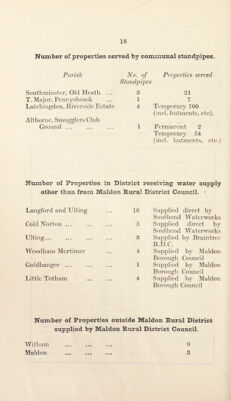 18
Number of properties served by communal standpipes.
Parish No. of Standpipes Properties served
Southminster, Old Heath ... 3 21
T. Major, Pennysbrook ... 1 7
Latchingdon, Riverside Estate 4 Temporary 100
(incl. hutments, etc).
Althorne, Smugglers Club
Ground ... ... ... 1 Permanent 2
Temporary 54
(incl. hutments, etc.)
Number of Properties in District receiving water supply
other than from Maldon Rural District Council.
Langford and Ulting ... 16 Supplied direct by
Southend Waterworks
Cold Norton ... ... ... 5 Supplied direct by
Southend Waterworks
Ulting ... ... ... ... 3 Supplied by Braintree
R.D.C.
Woodham Mortimer ... 4 Supplied by Maldon
Borough Council
Goldhanger ... ... ... 1 Supplied by Maldon
Borough Council
Little Totham ... ... 4 Supplied by Maldon
Borough Council
Number of Properties outside Maldon Rural District
supplied by Maldon Rural District Council.
Witham ... ... ... 9
Maldon ... ... ... 3